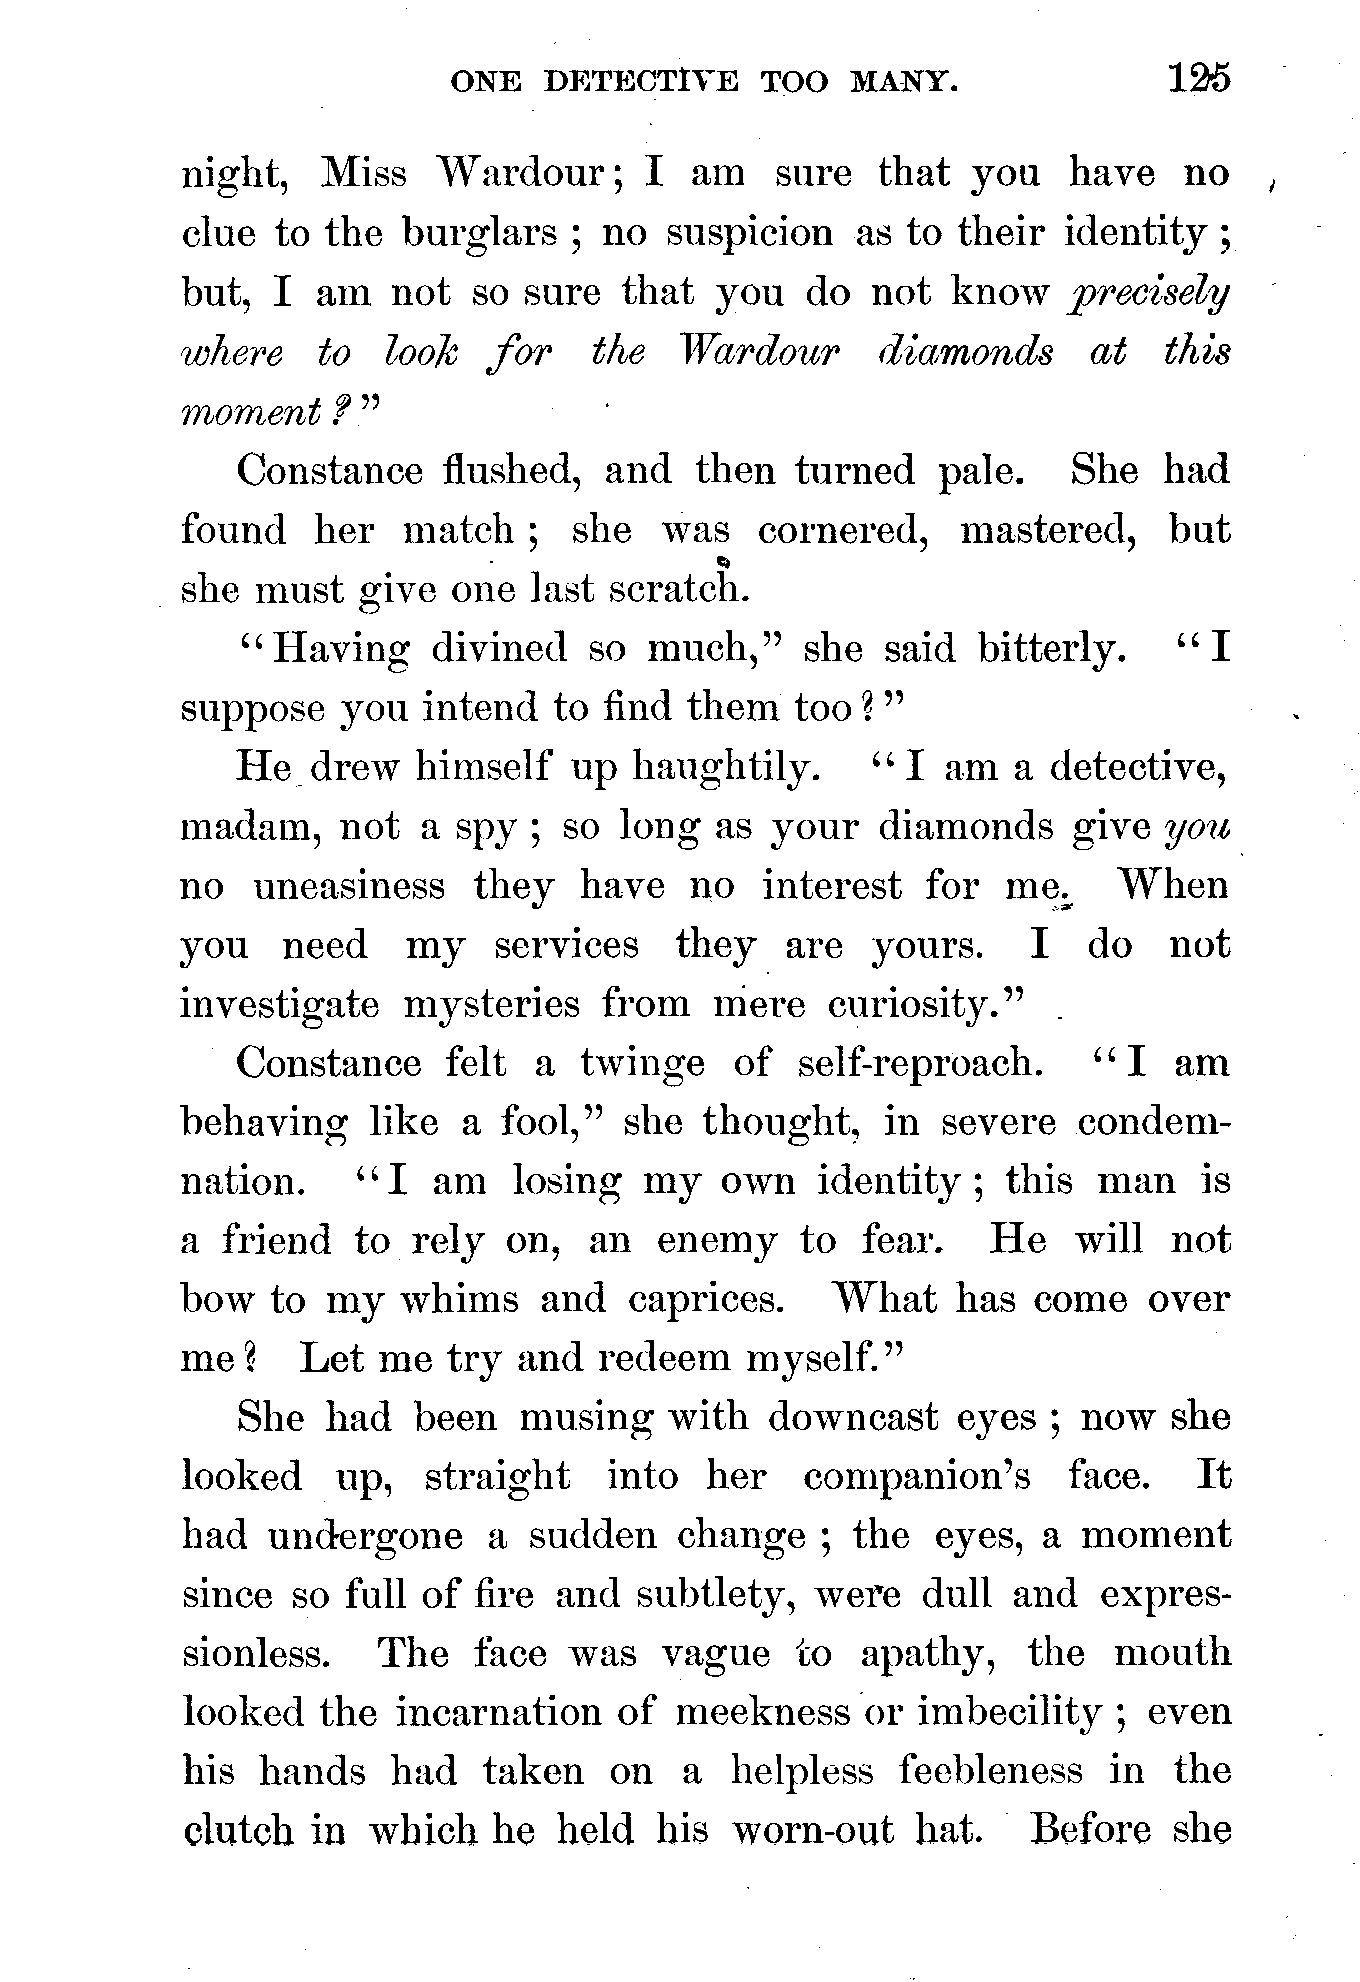 ONE DETECTIVE TOO MANY. 125
night, Miss Wardour; I am sure that you have no
clue to the burglars ; no suspicion as to their identity ;
but, I am not so sure that you do not know precisely
where to look for the Wardour diamonds at this
moment ? ”
Constance flushed, and then turned pale. She had
found her match ; she was cornered, mastered, but
she must give one last scratch.
“ Having divined so much,” she said bitterly. “ I
suppose you intend to find them too ? ”
He drew himself up haughtily. “ I am a detective,
madam, not a spy ; so long as your diamonds give you
no uneasiness they have no interest for me. When
you need my services they are yours. I do not
investigate mysteries from mere curiosity.”
Constance felt a twinge of self-reproach. “ I am
behaving like a fool,” she thought, in severe condem-
nation. “ I am losing my own identity ; this man is
a friend to rely on, an enemy to fear. He will not
bow to my whims and caprices. What has come over
me ? Let me try and redeem myself.”
She had been musing with downcast eyes ; now she
looked up, straight into her companion’s face. It
had undergone a sudden change ; the eyes, a moment
since so full of fire and subtlety, were dull and expres-
sionless. The face was vague to apathy, the mouth
looked the incarnation of meekness or imbecility ; even
his hands had taken on a helpless feebleness in the
clutch in which he held his worn-out hat. Before she